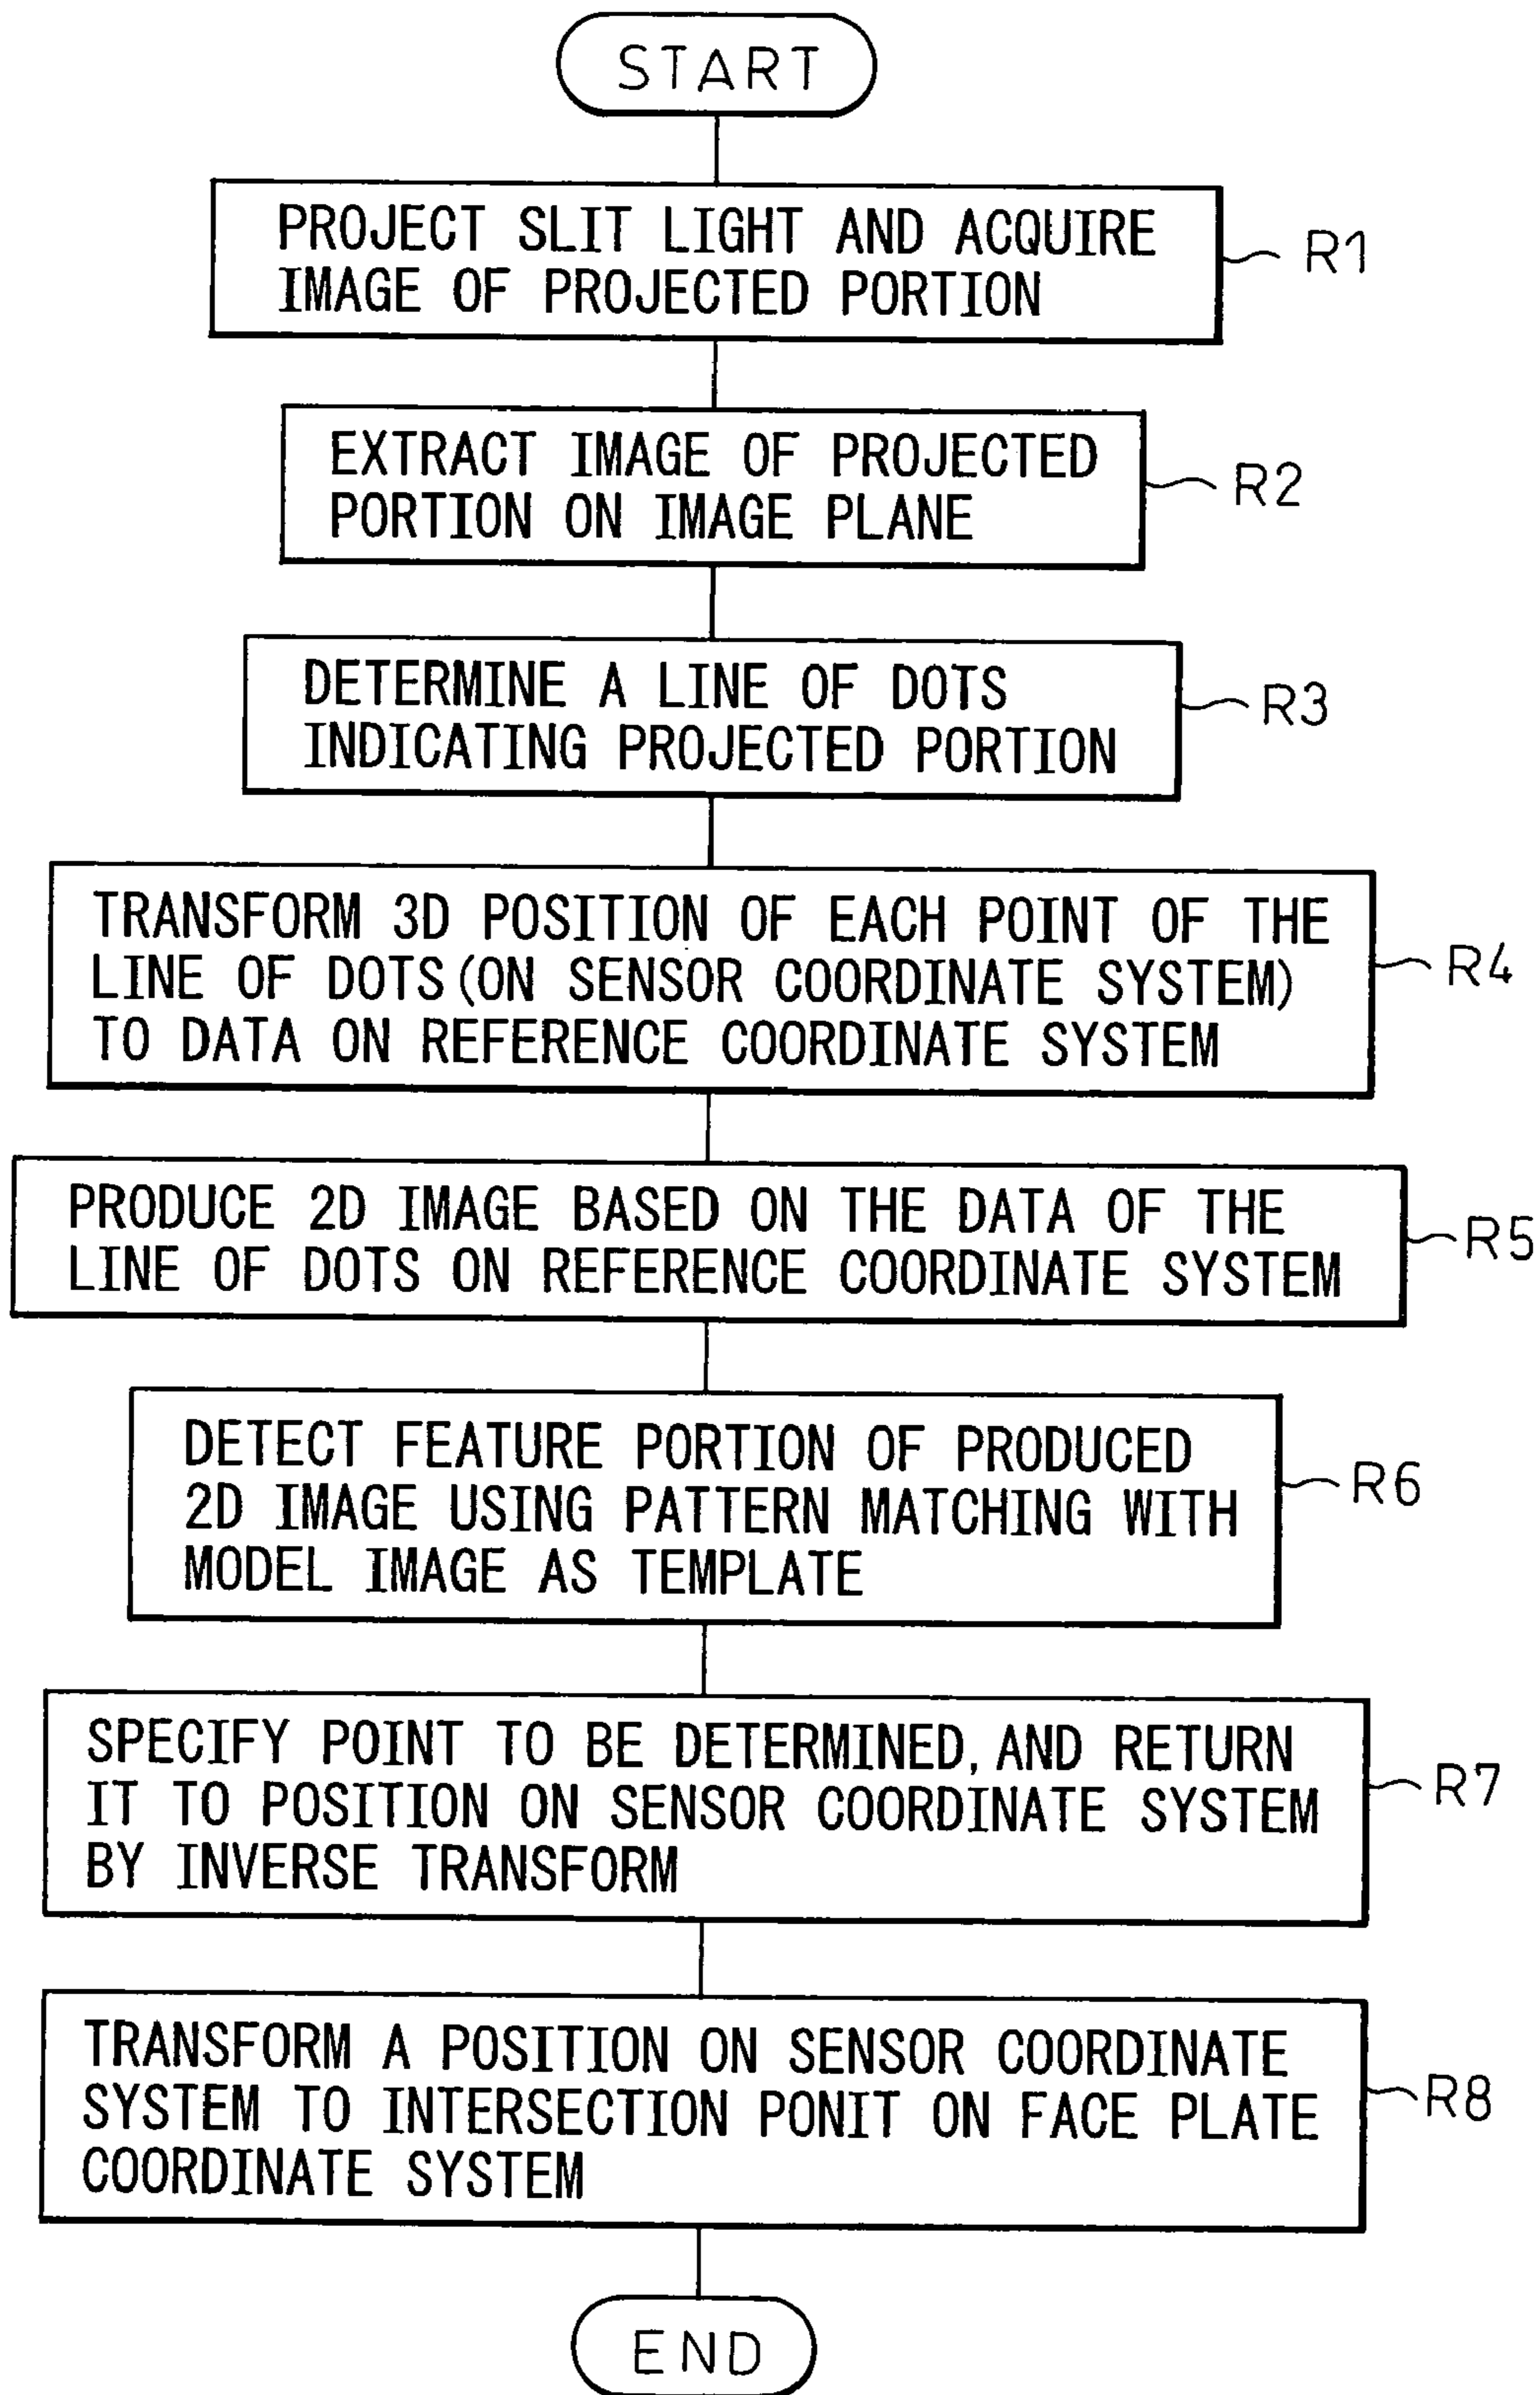 START
PROJECT SLIT LIGHT AND ACQUIRE
IMAGE OF PROJECTED PORTION
R1
EXTRACT IMAGE OF PROJECTED
PORTION ON IMAGE PLANE
R2
DETERMINE A LINE OF DOTS
INDICATING PROJECTED PORTION
R3
TRANSFORM 3D POSITION OF EACH POINT OF THE
LINE OF DOTS (ON SENSOR COORDINATE SYSTEM)
TO DATA ON REFERENCE COORDINATE SYSTEM
R4
PRODUCE 2D IMAGE BASED ON THE DATA OF THE
LINE OF DOTS ON REFERENCE COORDINATE SYSTEM
R5
DETECT FEATURE PORTION OF PRODUCED
2D IMAGE USING PATTERN MATCHING WITH
MODEL IMAGE AS TEMPLATE
R6
SPECIFY POINT TO BE DETERMINED, AND RETURN
IT TO POSITION ON SENSOR COORDINATE SYSTEM
BY INVERSE TRANSFORM
R7
TRANSFORM A POSITION ON SENSOR COORDINATE
SYSTEM TO INTERSECTION PONIT ON FACE PLATE
COORDINATE SYSTEM
R8
END